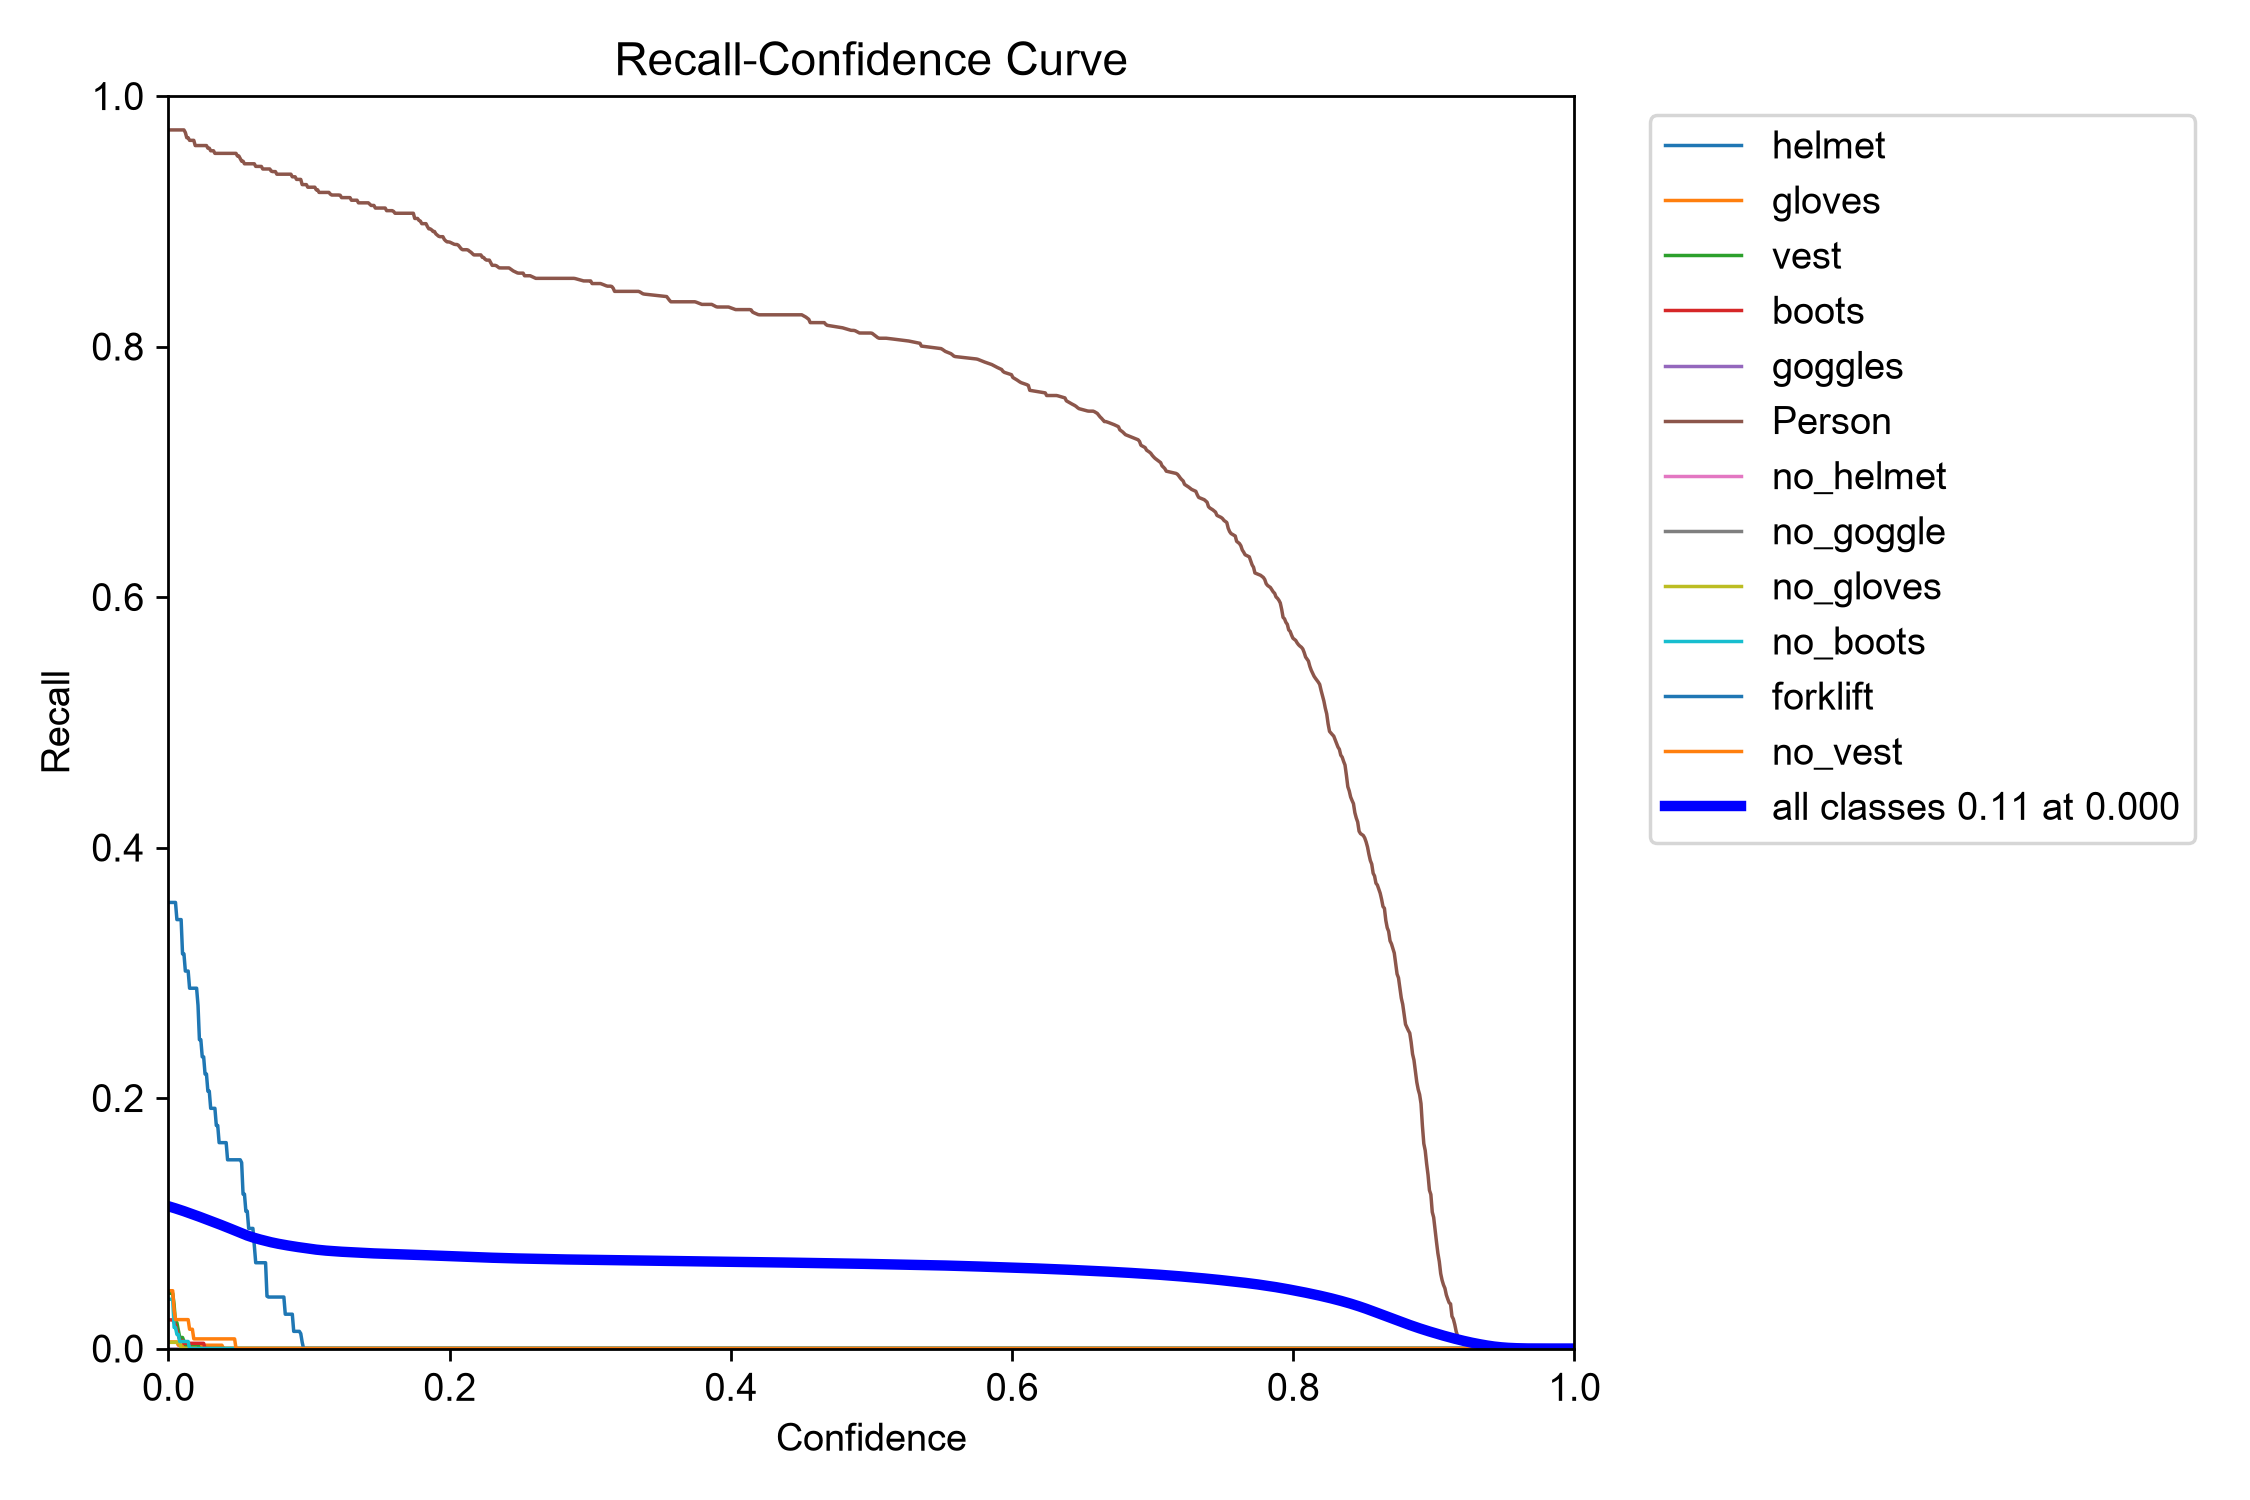 Recall-Confidence Curve
1.0
0.8
0.6
0.4
0.2
0.0
Recall
0.0 0.2 0.4 0.6 0.8 1.0
Confidence
helmet
gloves
vest
boots
goggles
Person
no_helmet
no_goggle
no_gloves
no_boots
forklift
no_vest
all classes 0.11 at 0.000